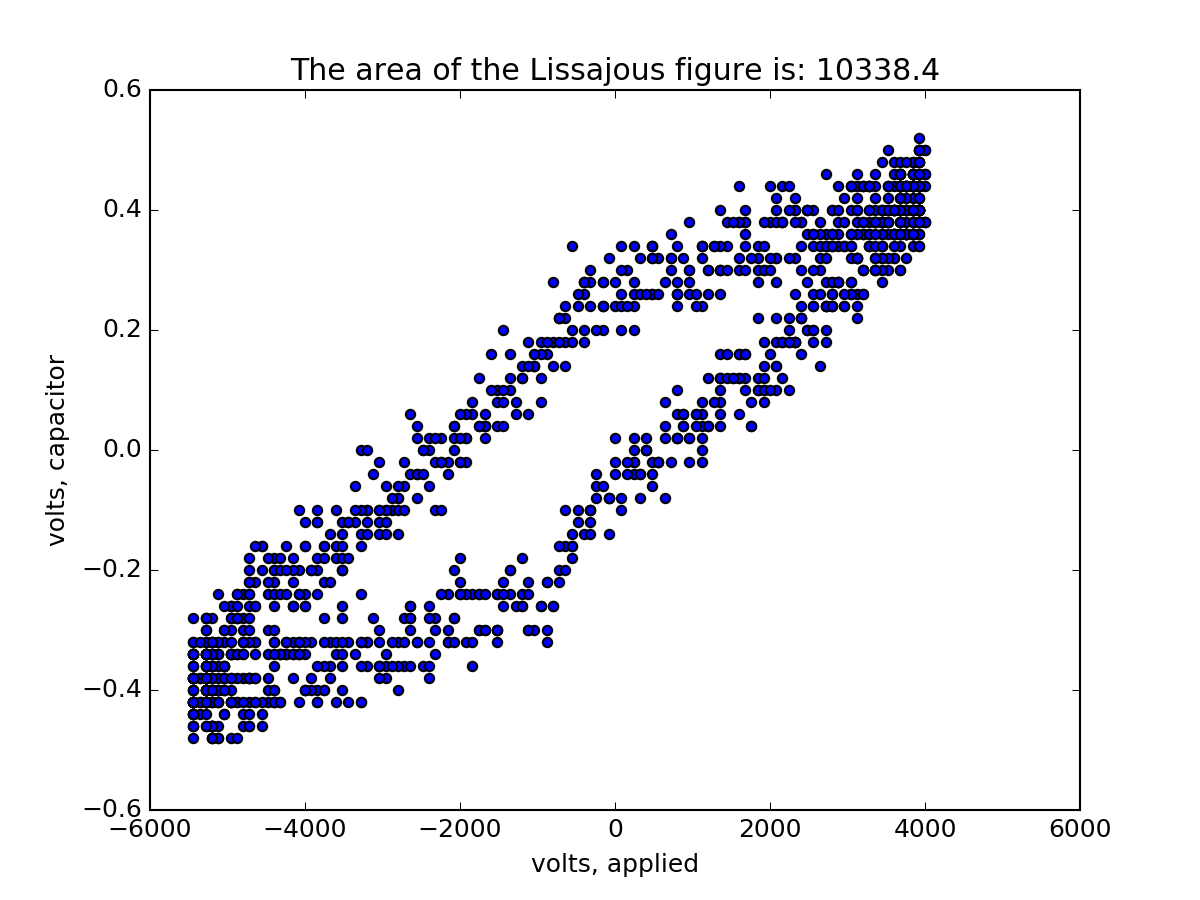 The area of the Lissajous figure is: 10338.4
0.6
0.4
0.2
0.0
−0.2
−0.4
−0.6
volts, capacitor
−6000 −4000 −2000 0 2000 4000 6000
volts, applied